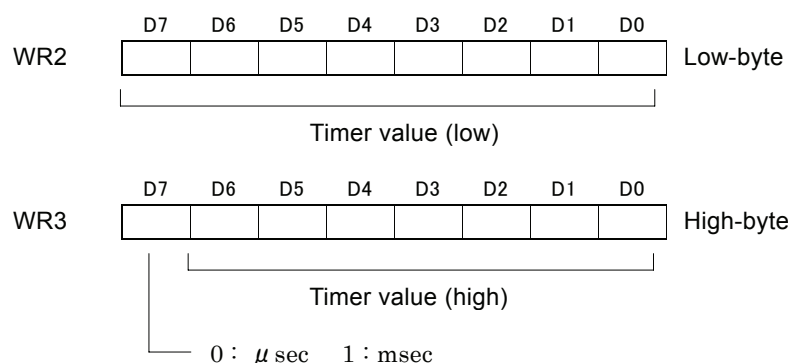 D7 D6 D5 D4 D3 D2 D1 D0
WR2 Low-byte
Timer value (low)
D7 D6 D5 D4 D3 D2 D1 D0
WR3 High-byte
Timer value (high)
0： μsec 1：msec